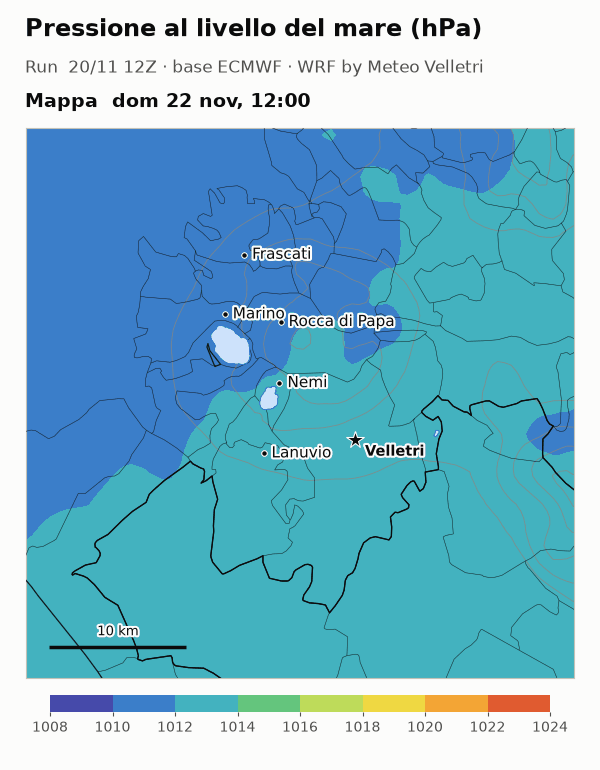 Pressione al livello del mare (hPa)
Run 20/11 12Z · base ECMWF · WRF by Meteo Velletri
Mappa dom 22 nov, 12:00
Frascati
Marino
Rocca di Papa
Nemi
Lanuvio
Velletri
10 km
1008 1010 1012 1014 1016 1018 1020 1022 1024